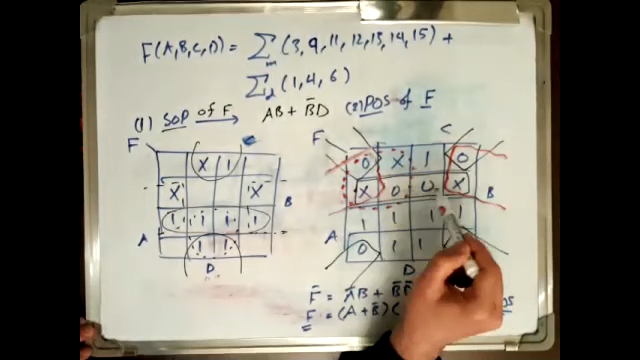 F(A,B,C,D) = Σm (3, 9, 11, 12, 13, 14, 15) +
Σd (1, 4, 6)
(1) SOP of F AB + B̄D (2) POS of F
F C
X 1
X X B
1 1 1 1
A 1 1
D
F C
0 X 1 0
X 0 0 X B
1 1 1 1
A 0 1 1
D
F̄ = ĀB + B̄
F = (A + B̄)(